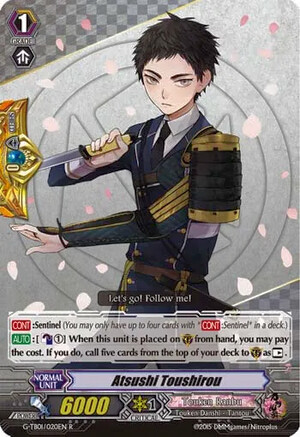 1
GRADE
Let's go! Follow me!
CONT :Sentinel (You may only have up to four cards with "CONT:Sentinel" in a deck.)
AUTO :[ 1] When this unit is placed on from hand, you may pay
the cost. If you do, call five cards from the top of your deck to as .
NORMAL
UNIT
Atsushi Toushirou
6000
1
CRITICAL
Touken Ranbu
Touken Danshi - Tantou
G-TB01/020EN R
©2015 DMM games/Nitroplus